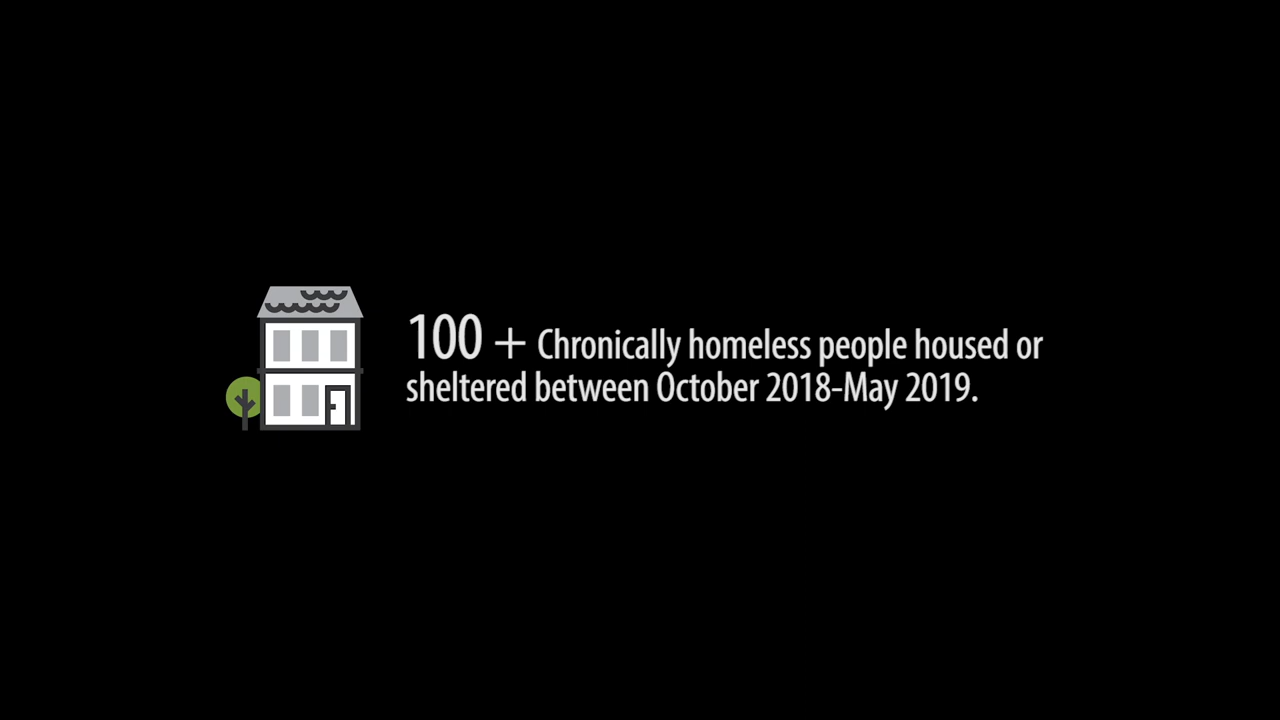 100 + Chronically homeless people housed or
sheltered between October 2018-May 2019.